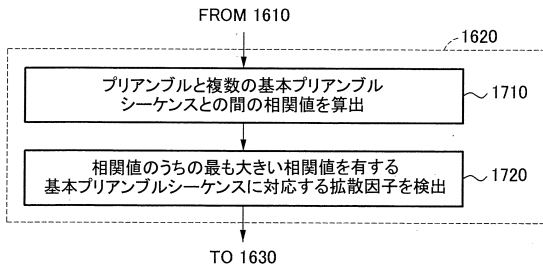 FROM 1610
1620
プリアンブルと複数の基本プリアンブル
シーケンスとの間の相関値を算出
1710
相関値のうちの最も大きい相関値を有する
基本プリアンブルシーケンスに対応する拡散因子を検出
1720
TO 1630